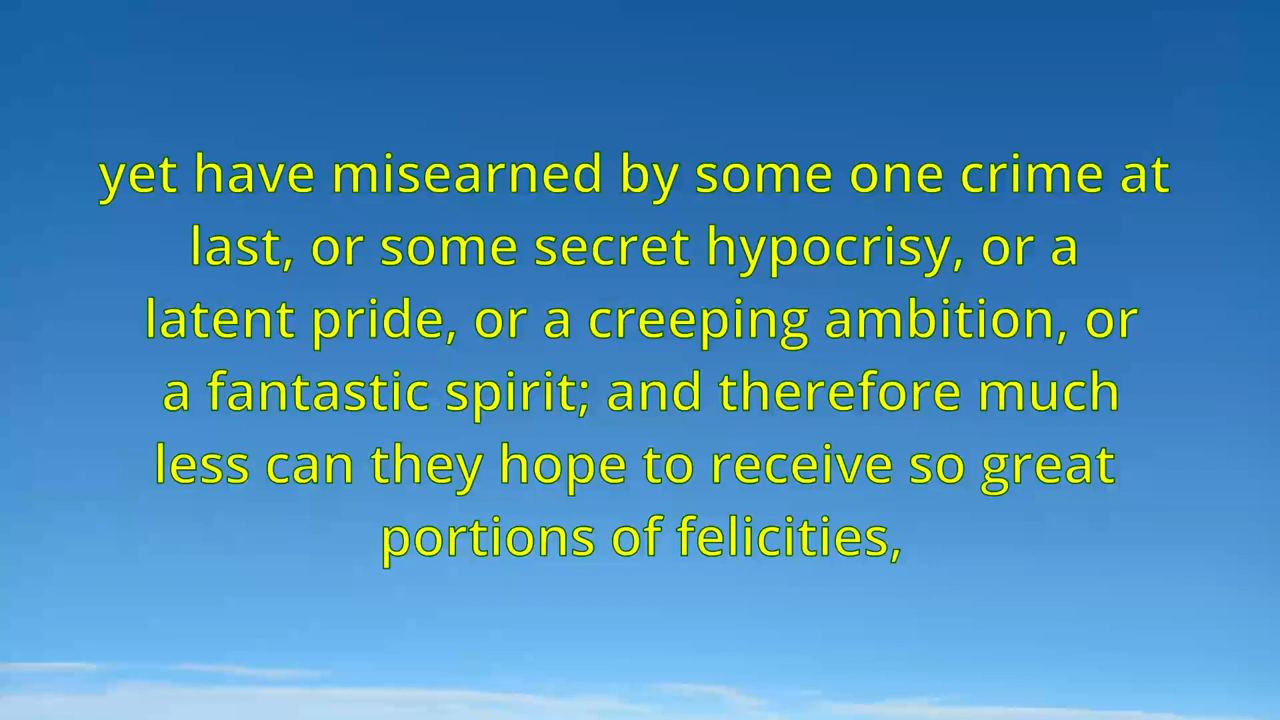 yet have misearned by some one crime at
last, or some secret hypocrisy, or a
latent pride, or a creeping ambition, or
a fantastic spirit; and therefore much
less can they hope to receive so great
portions of felicities,